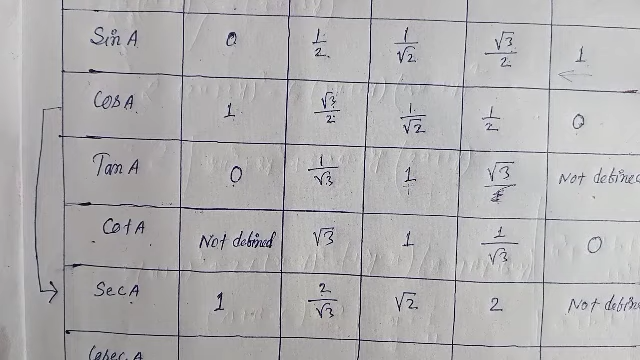 Sin A 0 1/2 1/√2 √3/2 1
Cos A 1 √3/2 1/√2 1/2 0
Tan A 0 1/√3 1 √3 Not defined
Cot A Not defined √3 1 1/√3 0
Sec A 1 2/√3 √2 2 Not define
Cosec A